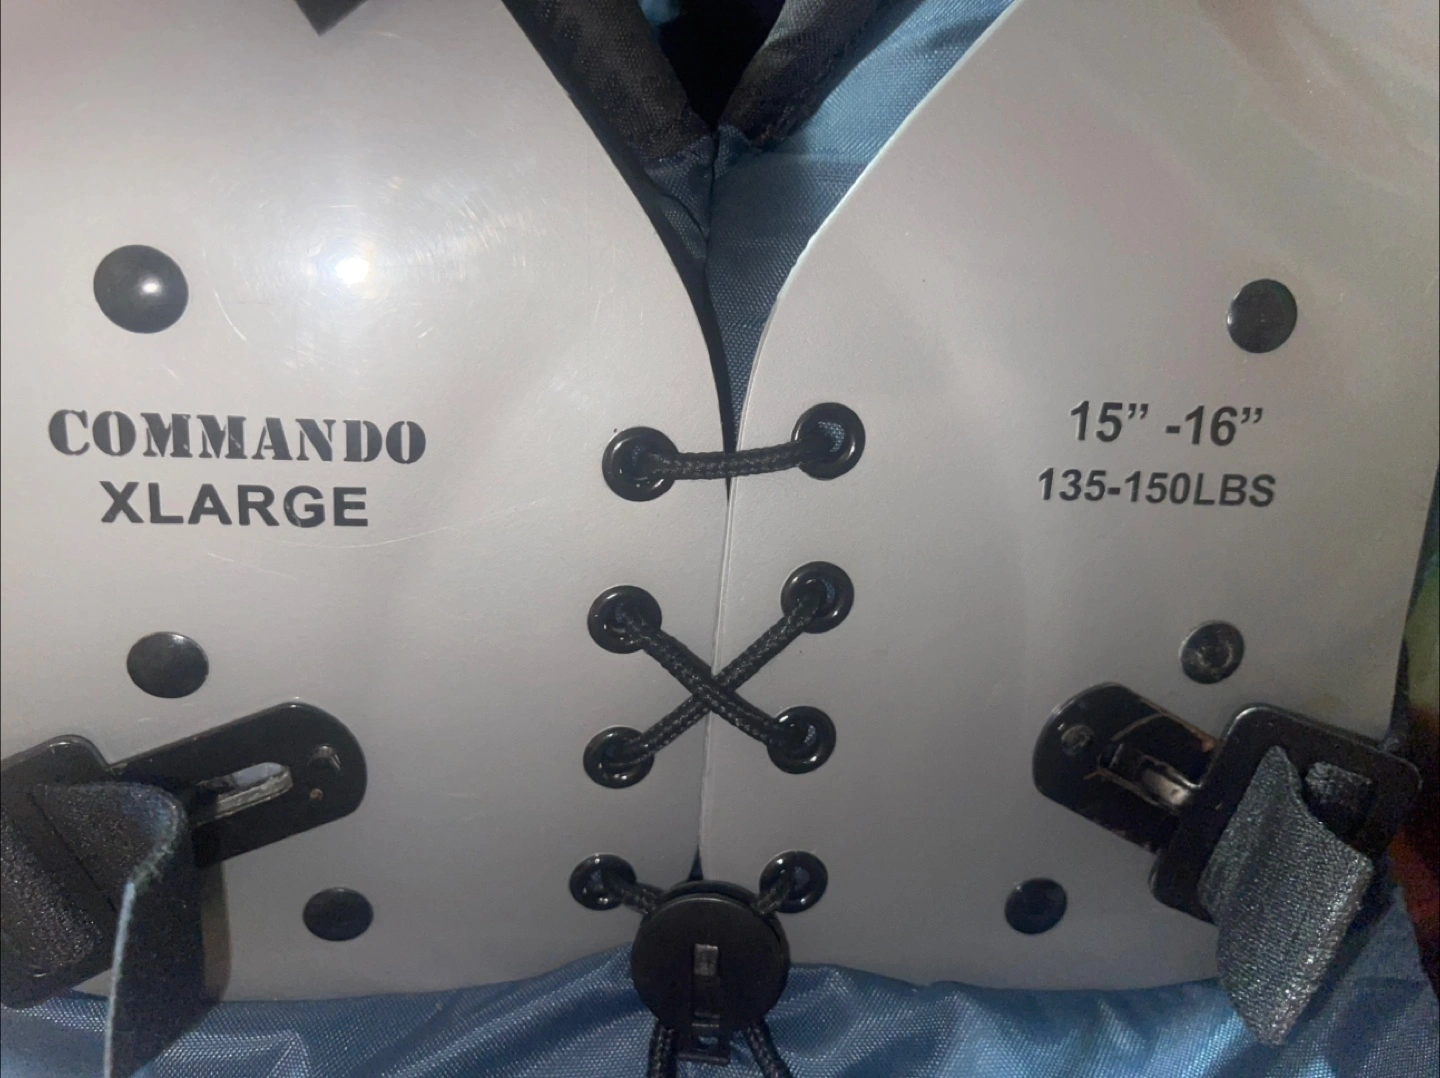 COMMANDO
XLARGE
15” -16”
135-150LBS